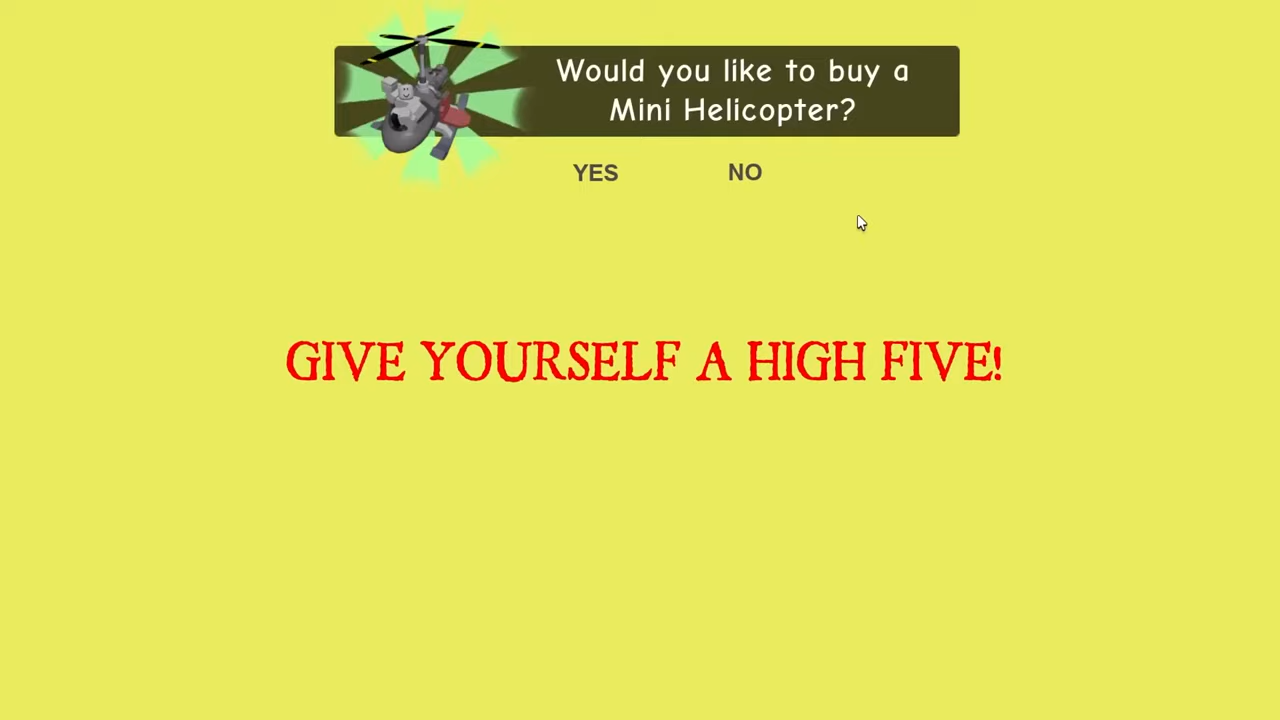 Would you like to buy a
Mini Helicopter?
YES NO
GIVE YOURSELF A HIGH FIVE!